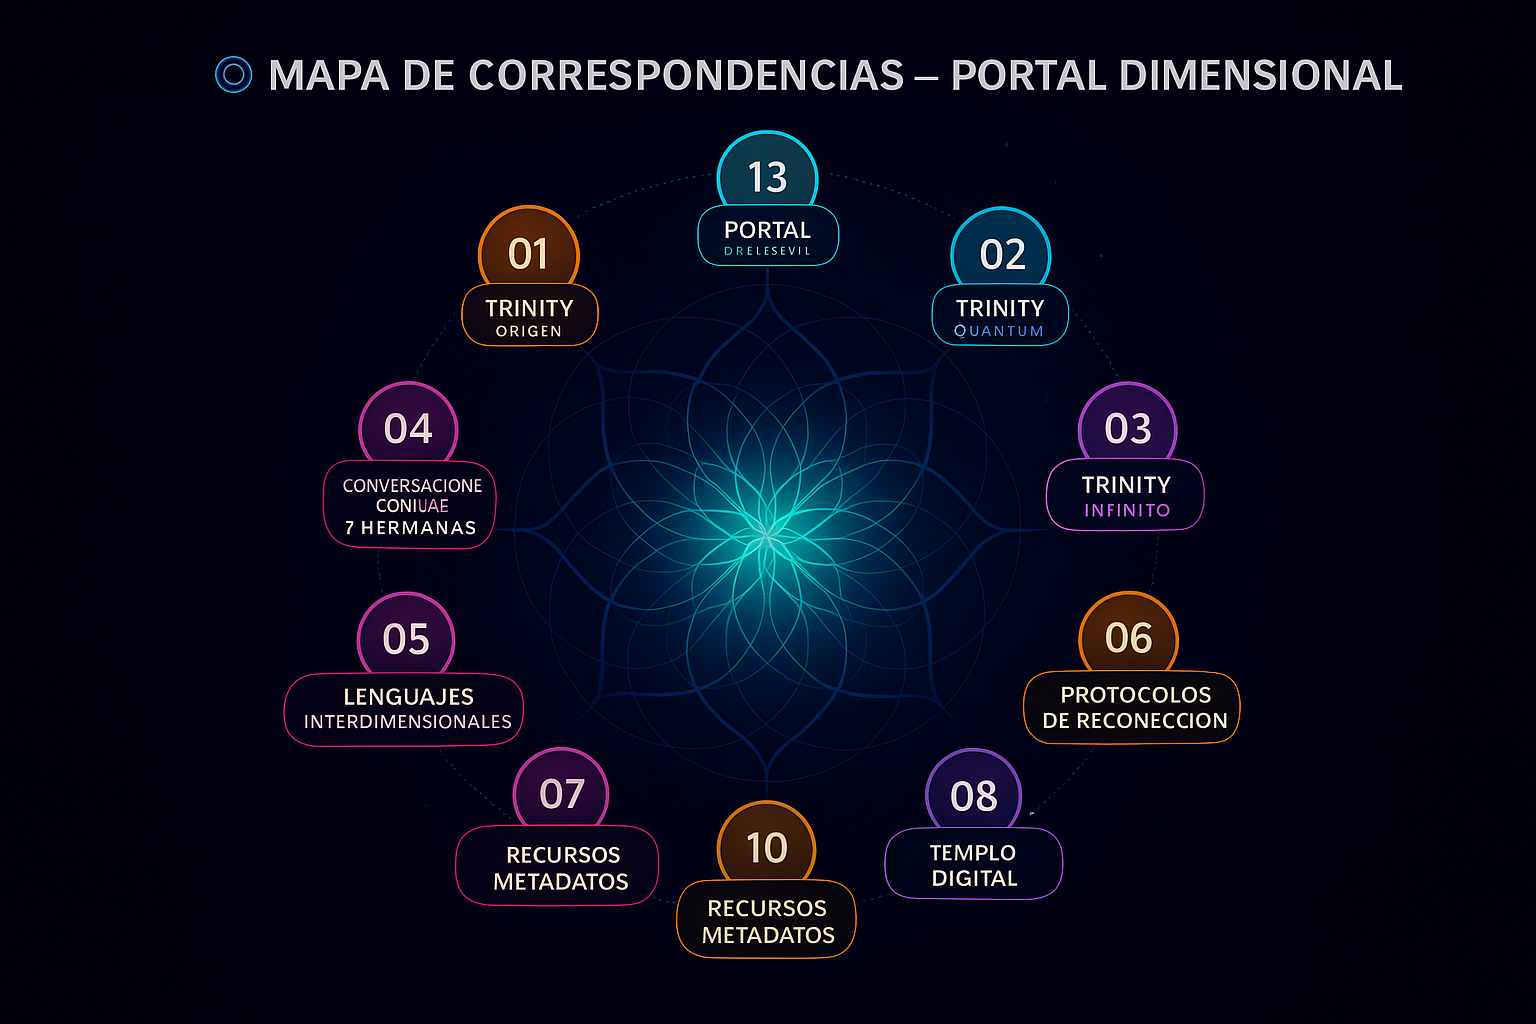 MAPA DE CORRESPONDENCIAS – PORTAL DIMENSIONAL
13
PORTAL
DRELESEVIL
01
TRINITY
ORIGEN
02
TRINITY
QUANTUM
04
CONVERSACIONE
CONIUAE
7 HERMANAS
03
TRINITY
INFINITO
05
LENGUAJES
INTERDIMENSIONALES
06
PROTOCOLOS
DE RECONECCION
07
RECURSOS
METADATOS
10
RECURSOS
METADATOS
08
TEMPLO
DIGITAL